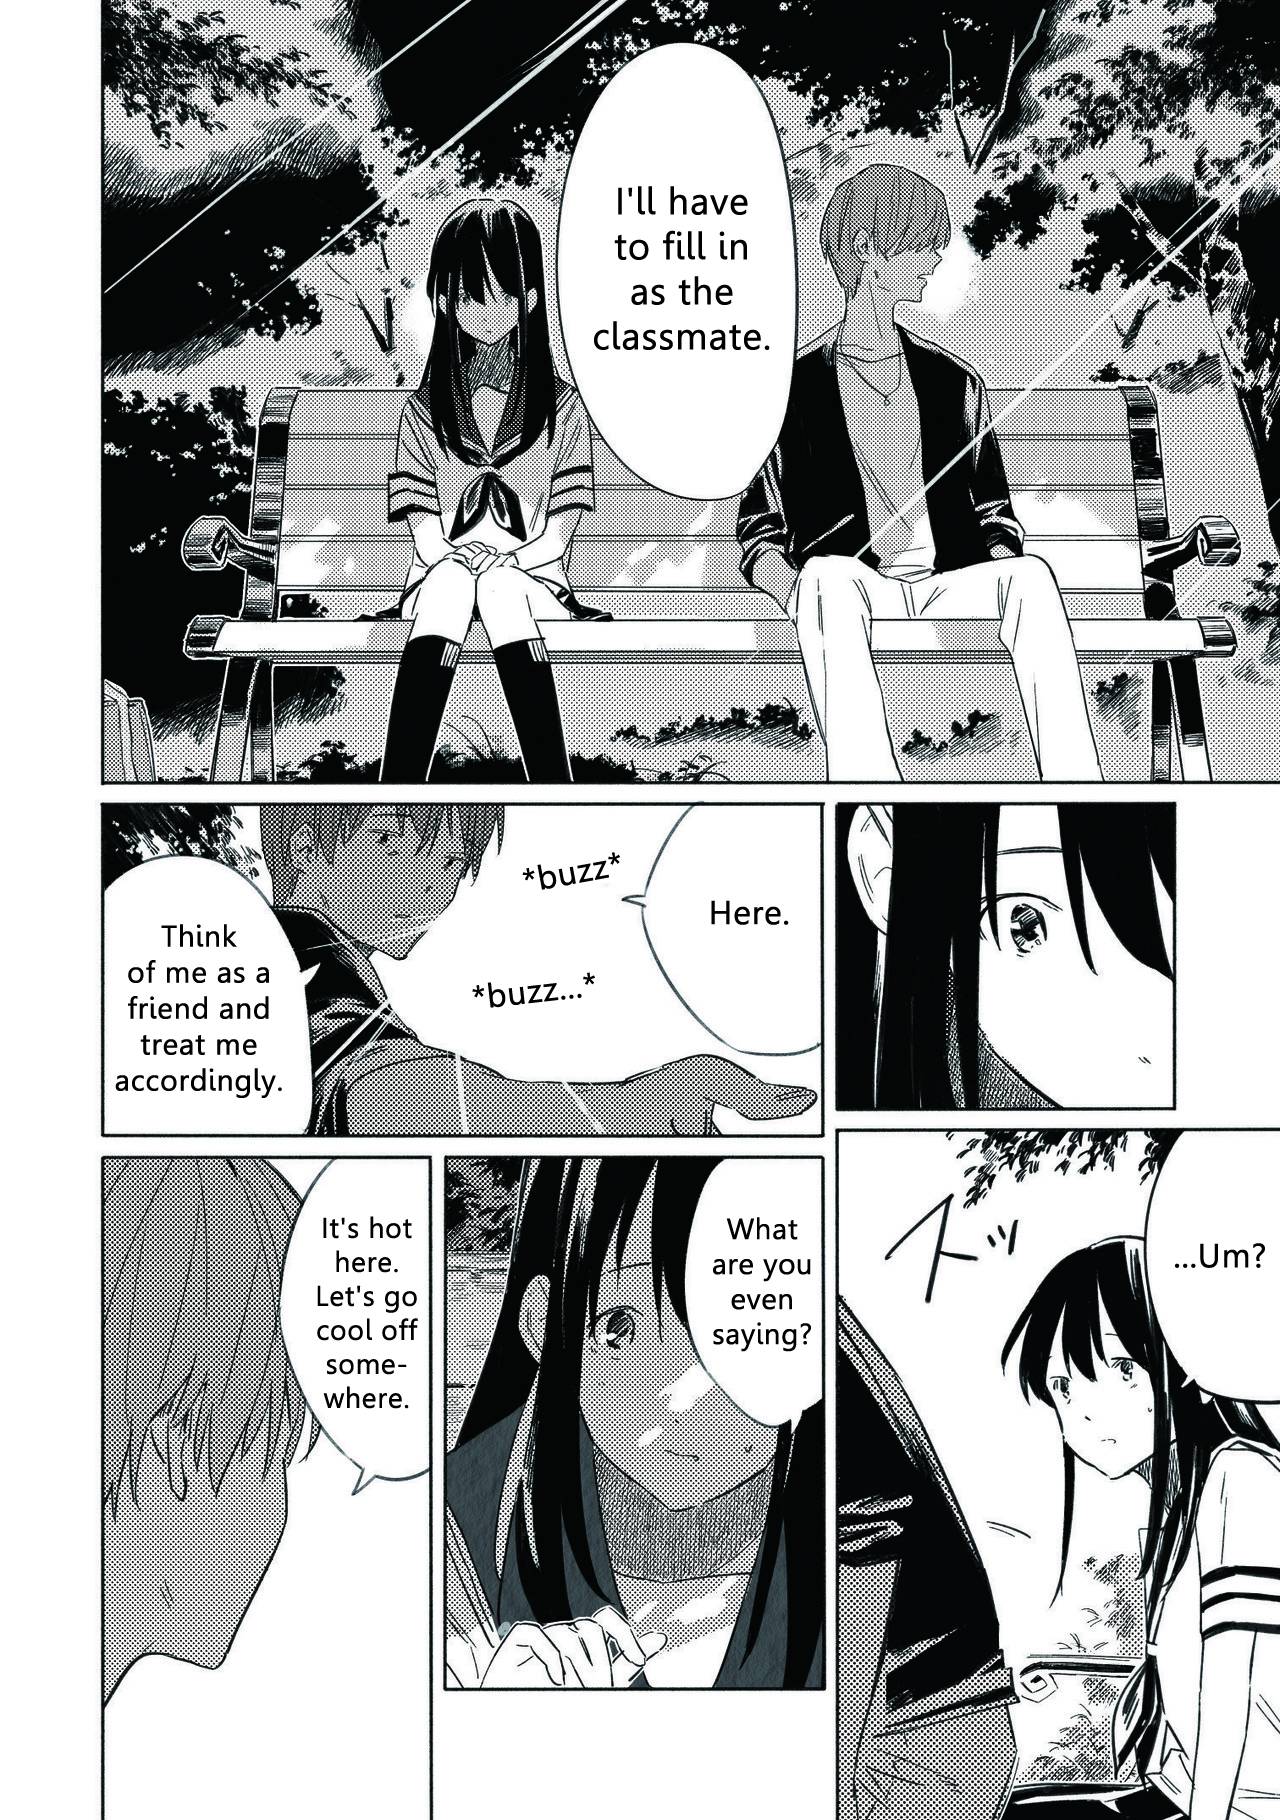 I'll have
to fill in
as the
classmate.
Here.
*buzz*
*buzz...*
Think
of me as a
friend and
treat me
accordingly.
...Um?
スッ
What
are you
even
saying?
It's hot
here.
Let's go
cool off
some-
where.